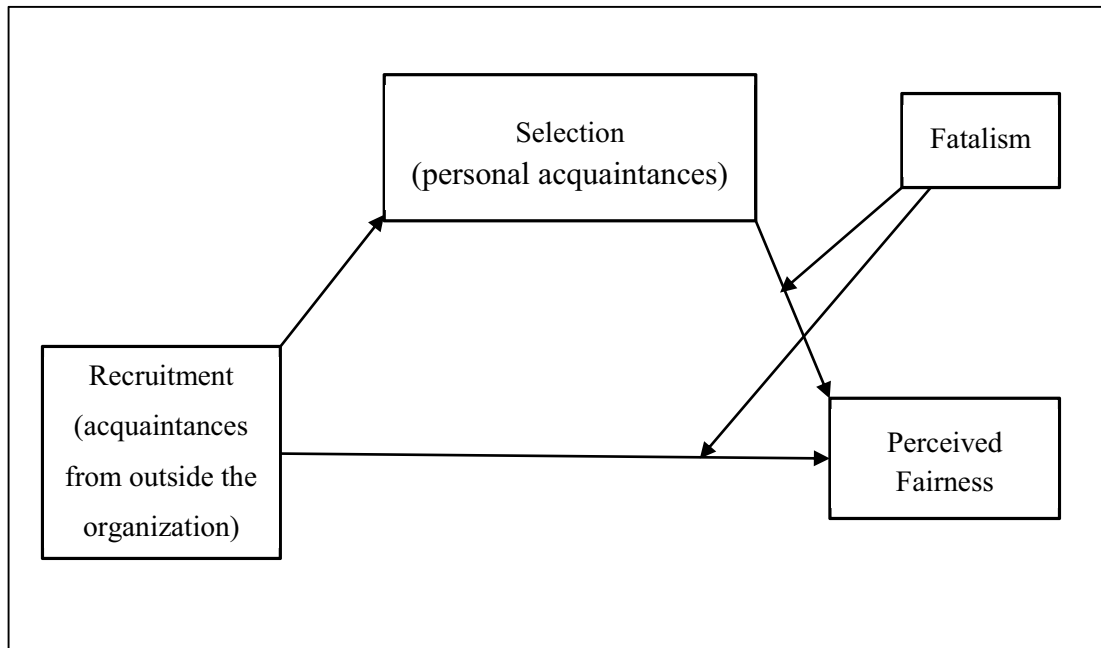 Selection
(personal acquaintances)
Fatalism
Recruitment
(acquaintances
from outside the
organization)
Perceived
Fairness